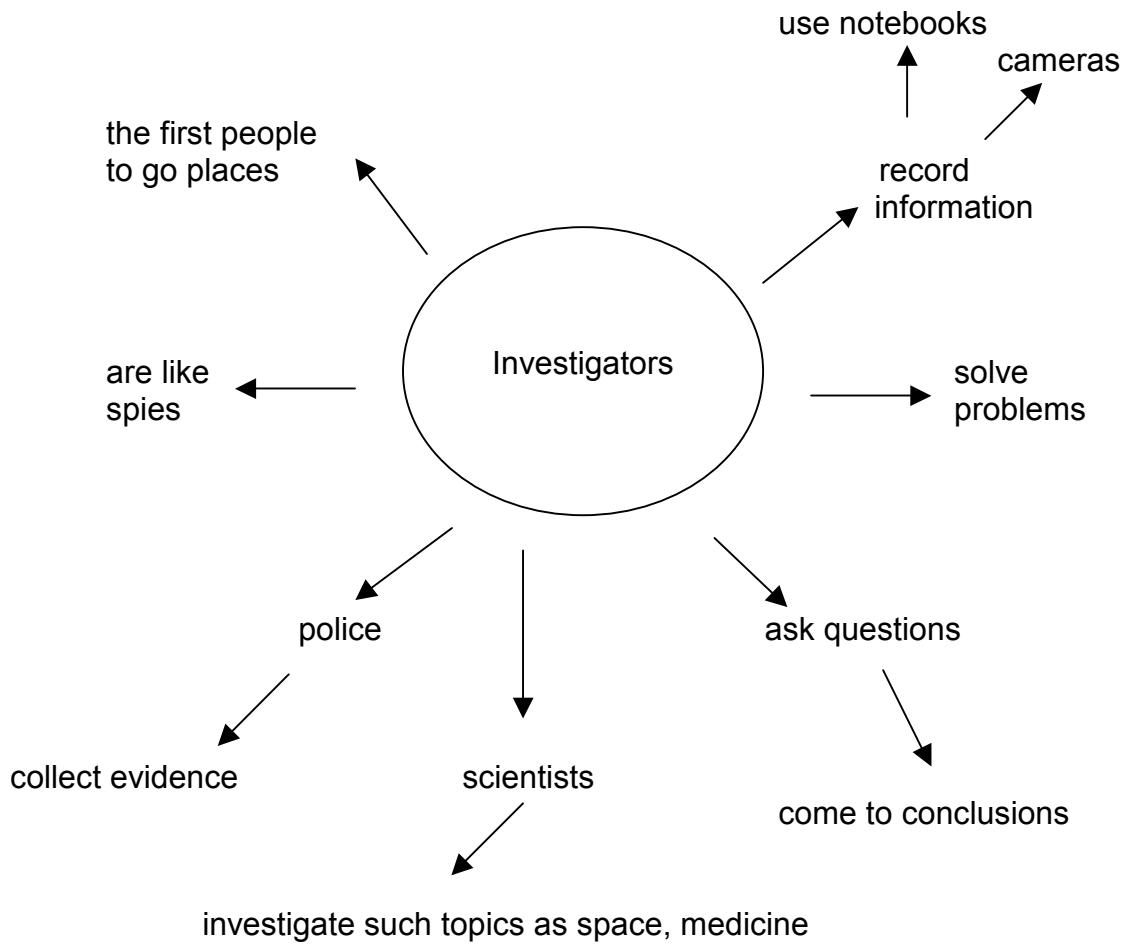 use notebooks
cameras
the first people
to go places
record
information
Investigators
are like
spies
solve
problems
police
ask questions
collect evidence
scientists
come to conclusions
investigate such topics as space, medicine